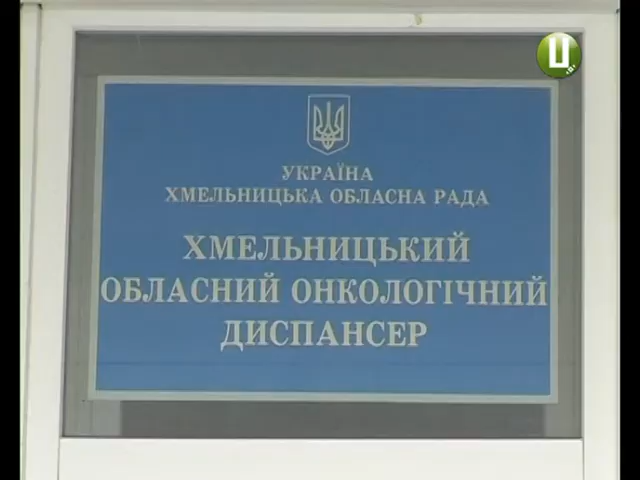 Ц
УКРАЇНА
ХМЕЛЬНИЦЬКА ОБЛАСНА РАДА
ХМЕЛЬНИЦЬКИЙ
ОБЛАСНИЙ ОНКОЛОГІЧНИЙ
ДИСПАНСЕР